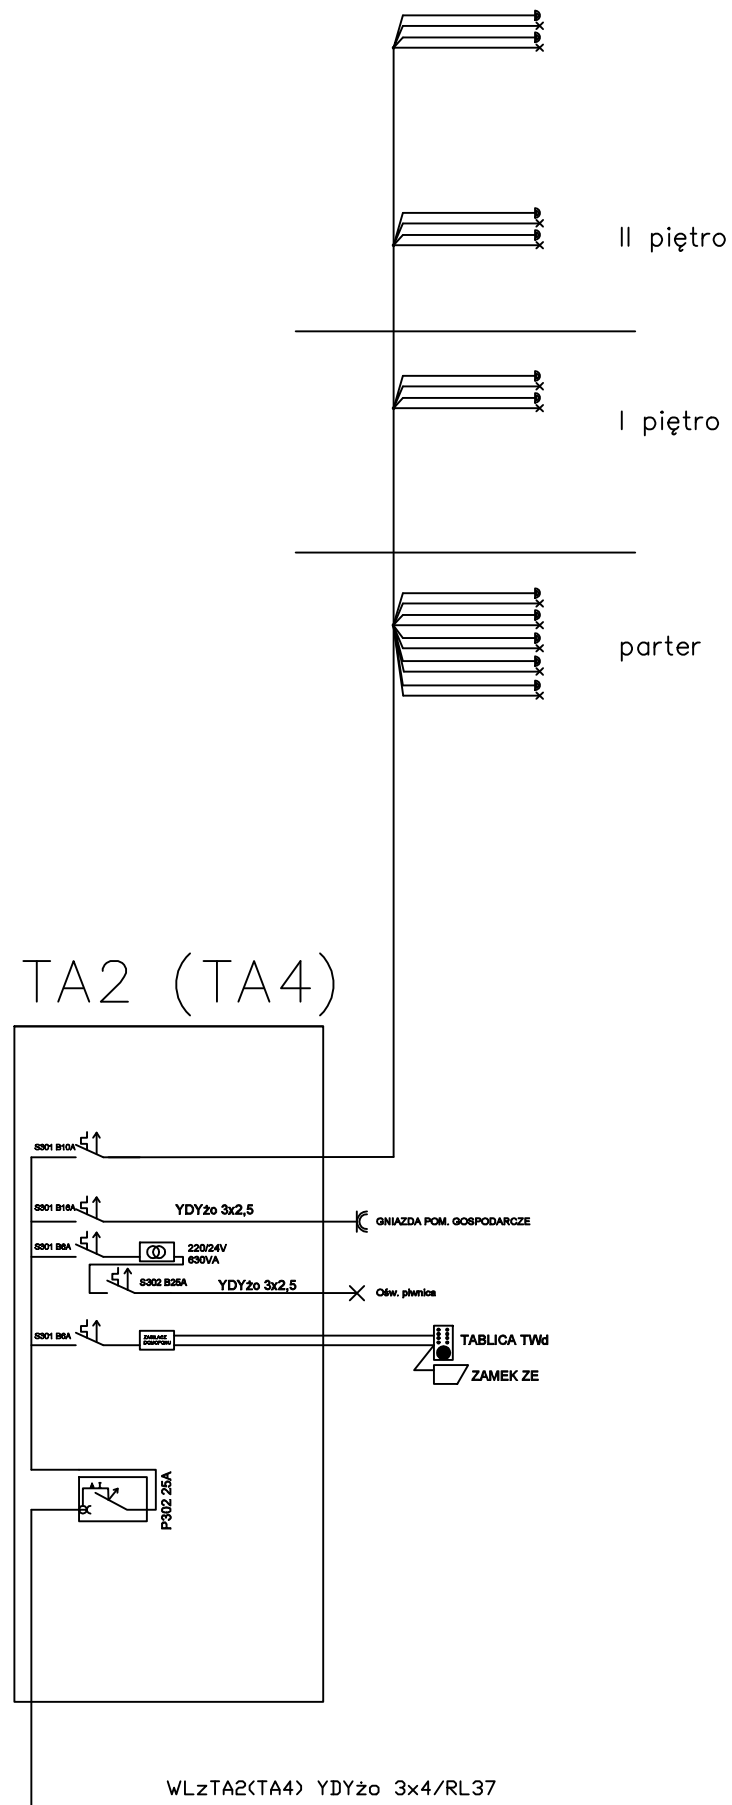 II piętro
I piętro
parter
TA2 (TA4)
S301 B10A
S301 B16A
YDYżo 3x2,5
GNIAZDA POM. GOSPODARCZE
S301 B6A
220/24V
630VA
S302 B25A
YDYżo 3x2,5
Ośw. piwnica
S301 B6A
ZASILACZ
DOMOFONU
TABLICA TWd
ZAMEK ZE
P302 25A
WLzTA2(TA4) YDYżo 3x4/RL37